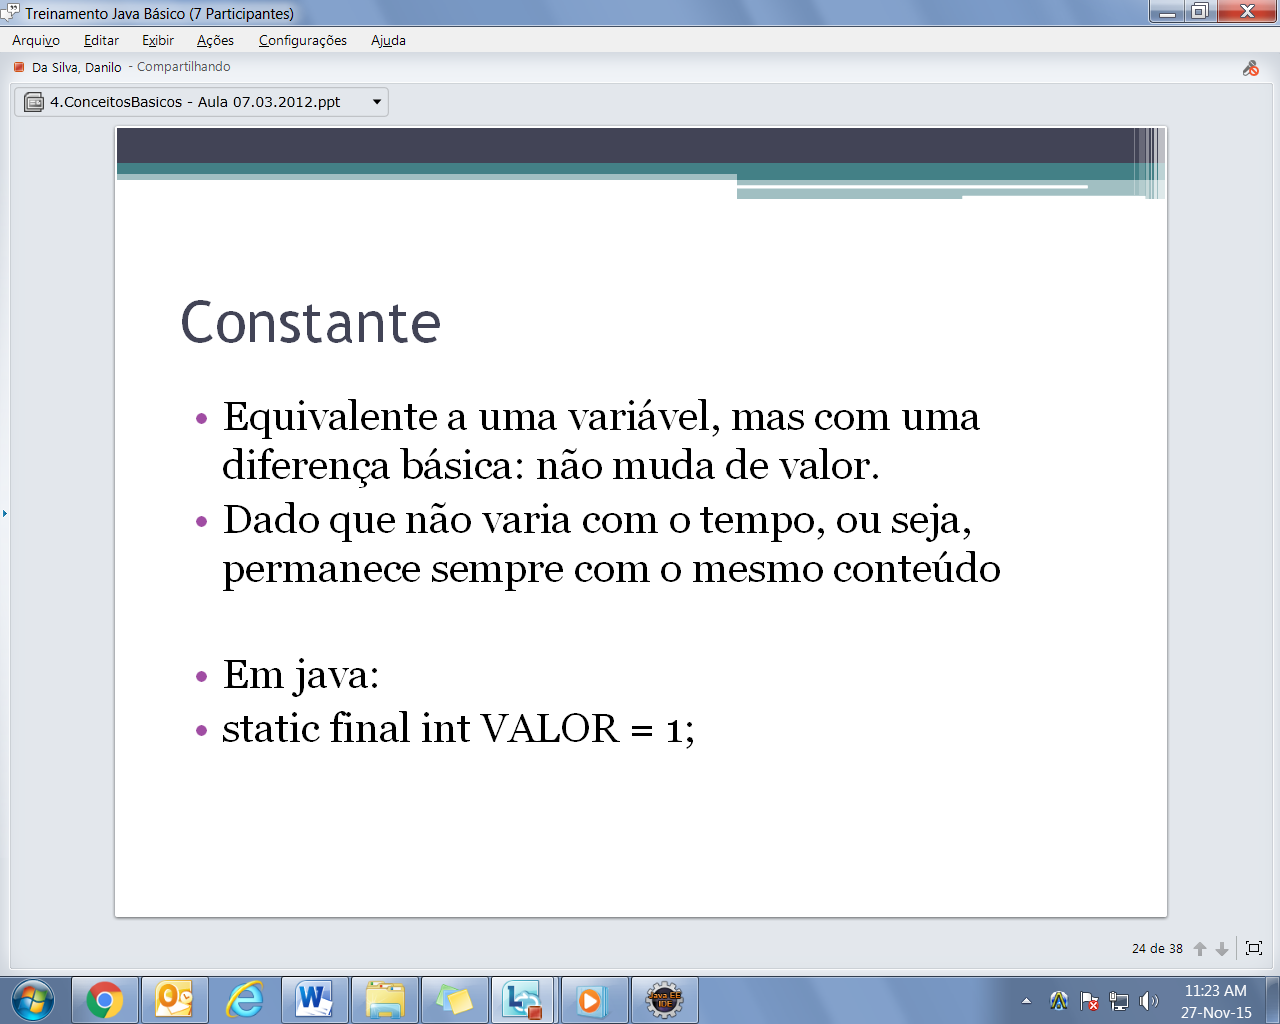 Treinamento Java Básico (7 Participantes)
Arquivo Editar Exibir Ações Configurações Ajuda
Da Silva, Danilo - Compartilhando
4.ConceitosBasicos - Aula 07.03.2012.ppt
Constante
• Equivalente a uma variável, mas com uma
diferença básica: não muda de valor.
• Dado que não varia com o tempo, ou seja,
permanece sempre com o mesmo conteúdo
• Em java:
• static final int VALOR = 1;
24 de 38
Java EE
IDE
11:23 AM
27-Nov-15